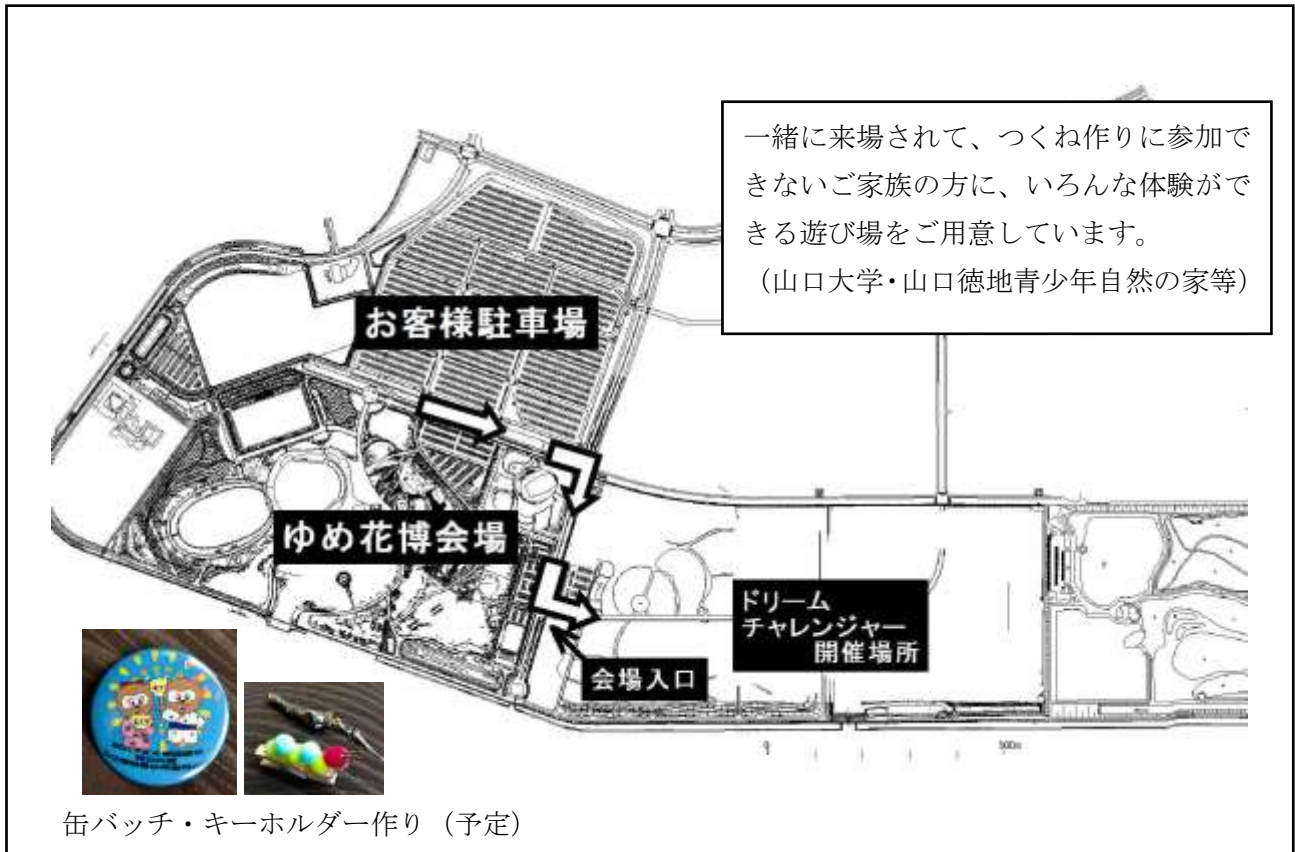 一緒に来場されて、つくね作りに参加で
きないご家族の方に、いろんな体験がで
きる遊び場をご用意しています。
（山口大学・山口徳地青少年自然の家等）
お客様駐車場
ゆめ花博会場
ドリーム
チャレンジャー
開催場所
会場入口
缶バッチ・キーホルダー作り（予定）